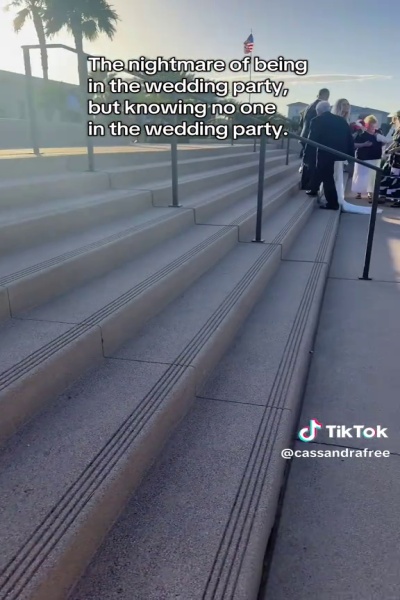 The nightmare of being
in the wedding party,
but knowing no one
in the wedding party.
TikTok
@cassandrafree